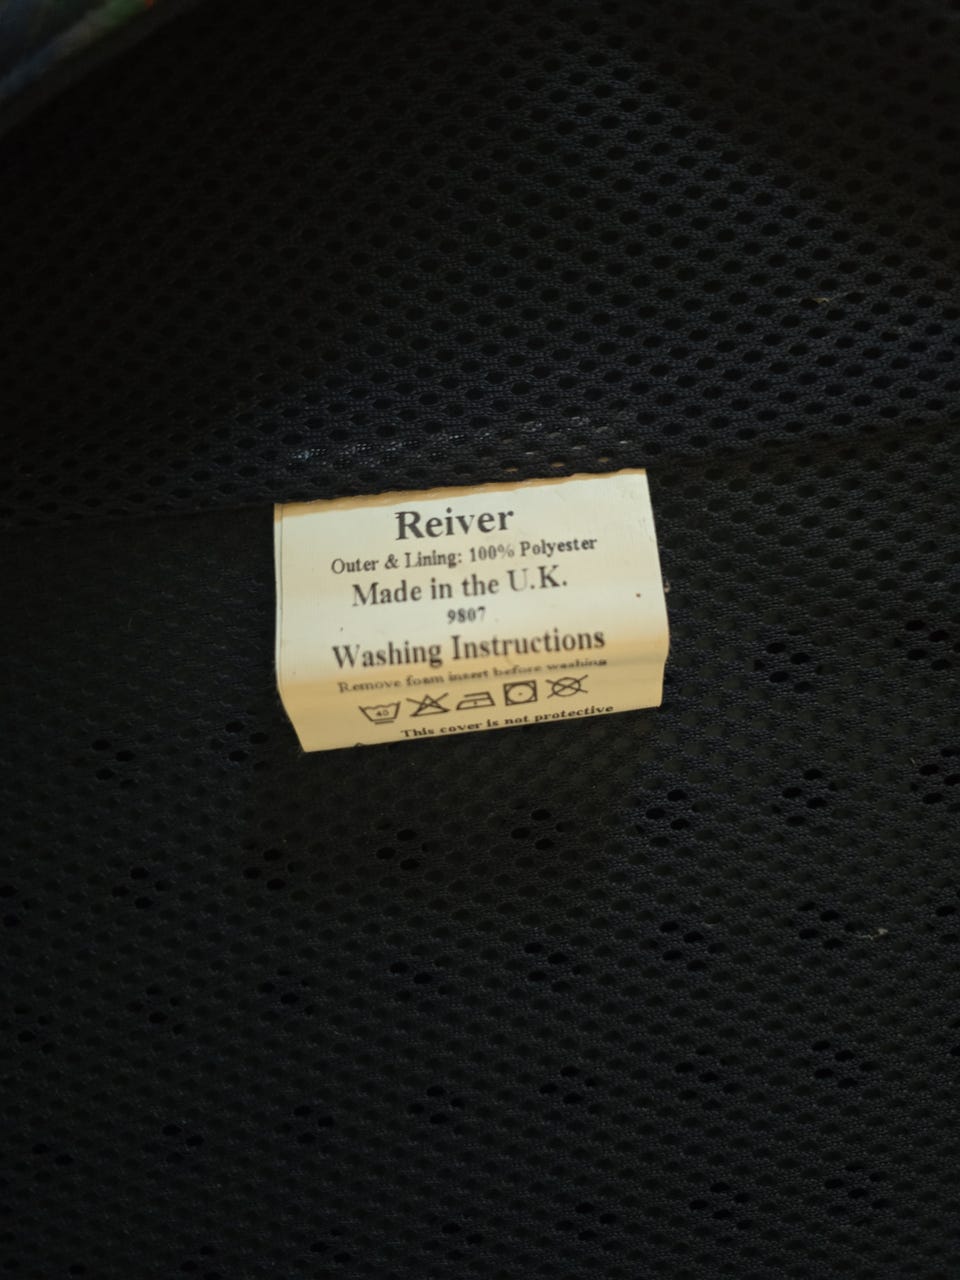 Reiver
Outer & Lining: 100% Polyester
Made in the U.K.
9807
Washing Instructions
Remove foam insert before washing
40
This cover is not protective